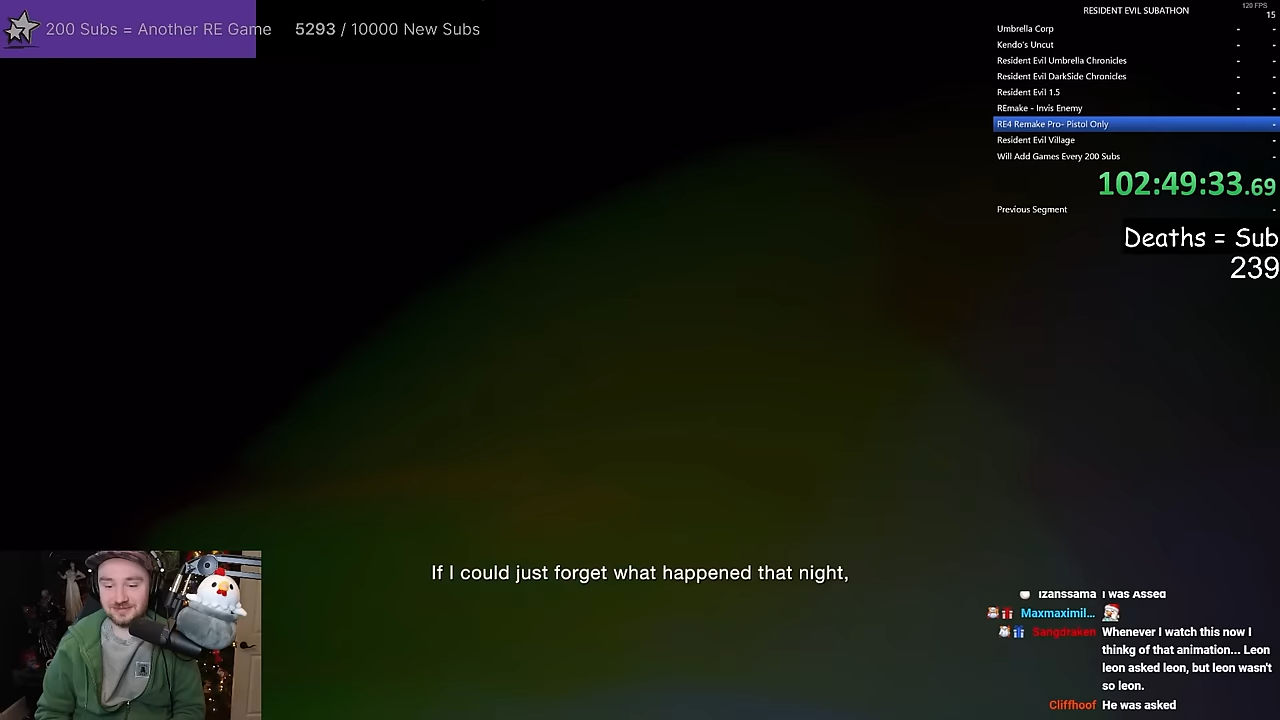 200 Subs = Another RE Game
5293 / 10000 New Subs
120 FPS
RESIDENT EVIL SUBATHON
15
Umbrella Corp - -
Kendo's Uncut - -
Resident Evil Umbrella Chronicles - -
Resident Evil DarkSide Chronicles - -
Resident Evil 1.5 - -
REmake - Invis Enemy - -
RE4 Remake Pro- Pistol Only -
Resident Evil Village -
Will Add Games Every 200 Subs -
102:49:33.69
Previous Segment -
Deaths = Sub
239
If I could just forget what happened that night,
Izanssama I was Assed
Maxmaximil...
Sangdraken Whenever I watch this now I
thinkg of that animation... Leon
leon asked leon, but leon wasn't
so leon.
Cliffhoof He was asked